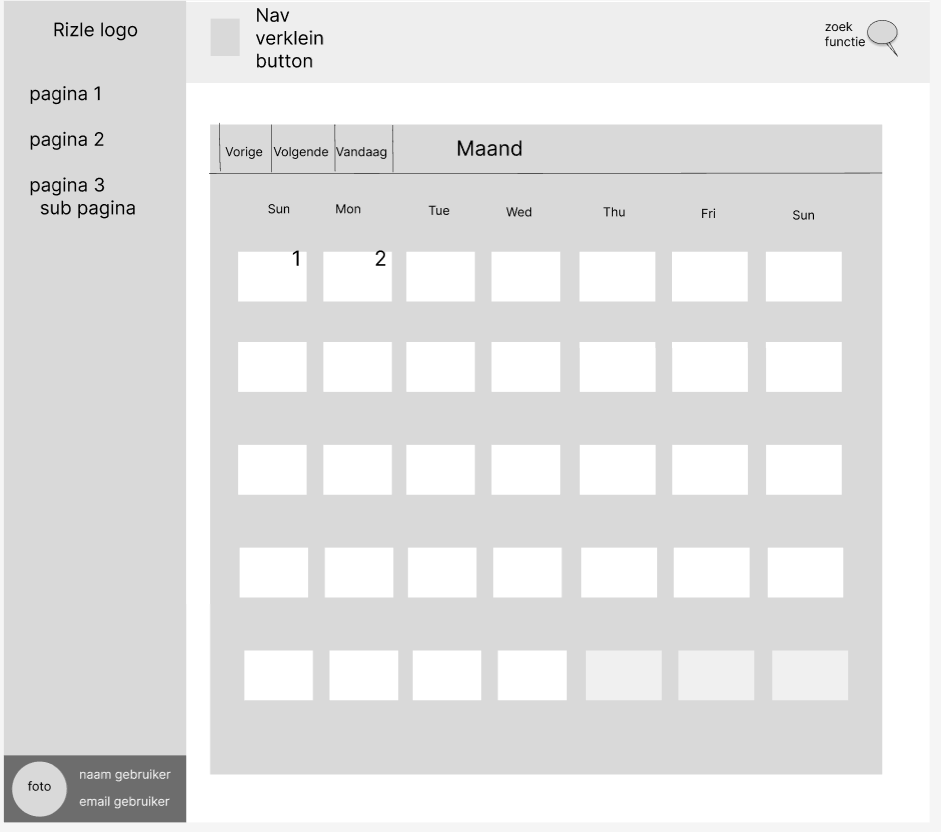 Rizle logo
pagina 1
pagina 2
pagina 3
sub pagina
Nav
verklein
button
zoek
functie
Vorige Volgende Vandaag Maand
Sun Mon Tue Wed Thu Fri Sun
1 2
foto
naam gebruiker
email gebruiker